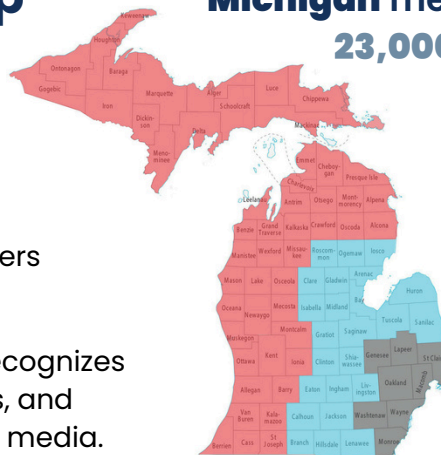 p
Michigan me
23,000
ers
ecognizes
s, and
media.
Keweenaw
Houghton
Ontonagon
Baraga
Gogebic
Iron
Marquette
Dickin-
son
Meno-
minee
Alger
Delta
Schoolcraft
Luce
Chippewa
Mackinac
Emmet
Cheboy-
gan
Presque Isle
Charlevoix
Leelanau
Antrim
Otsego
Mont-
morency
Alpena
Benzie
Grand
Traverse
Kalkaska
Crawford
Oscoda
Alcona
Manistee
Wexford
Missau-
kee
Roscom-
mon
Ogemaw
Iosco
Mason
Lake
Osceola
Clare
Gladwin
Arenac
Huron
Oceana
Newaygo
Mecosta
Isabella
Midland
Bay
Tuscola
Sanilac
Muskegon
Montcalm
Gratiot
Saginaw
Ottawa
Kent
Ionia
Clinton
Shia-
wassee
Genesee
Lapeer
St Clair
Allegan
Barry
Eaton
Ingham
Liv-
ingston
Oakland
Macomb
Van
Buren
Kala-
mazoo
Calhoun
Jackson
Washtenaw
Wayne
Berrien
Cass
St
Joseph
Branch
Hillsdale
Lenawee
Monroe